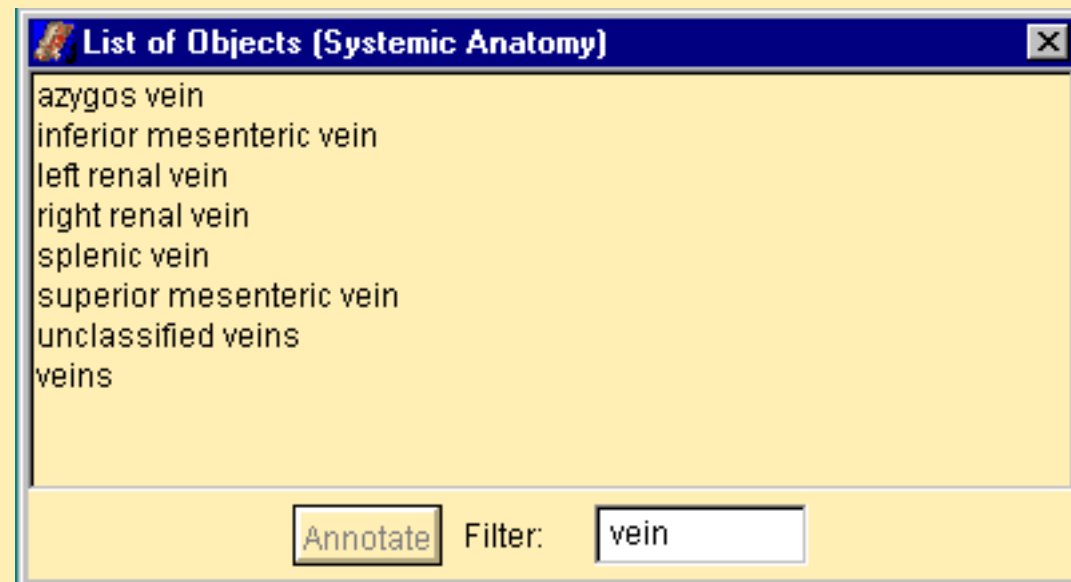 List of Objects (Systemic Anatomy)
azygos vein
inferior mesenteric vein
left renal vein
right renal vein
splenic vein
superior mesenteric vein
unclassified veins
veins
Annotate Filter: vein